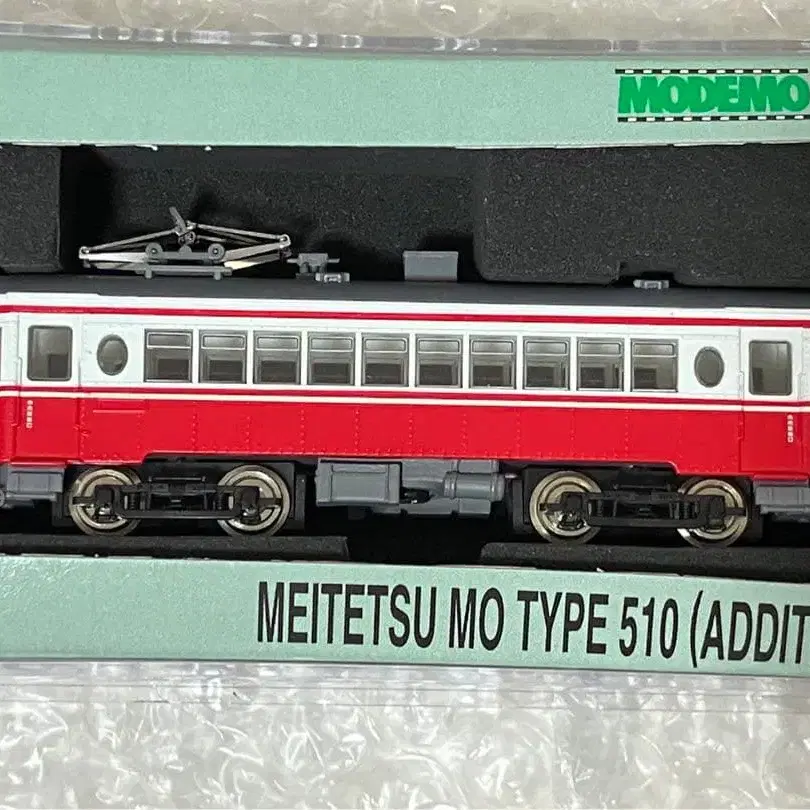 MODEMO
MEITETSU MO TYPE 510 (ADDIT